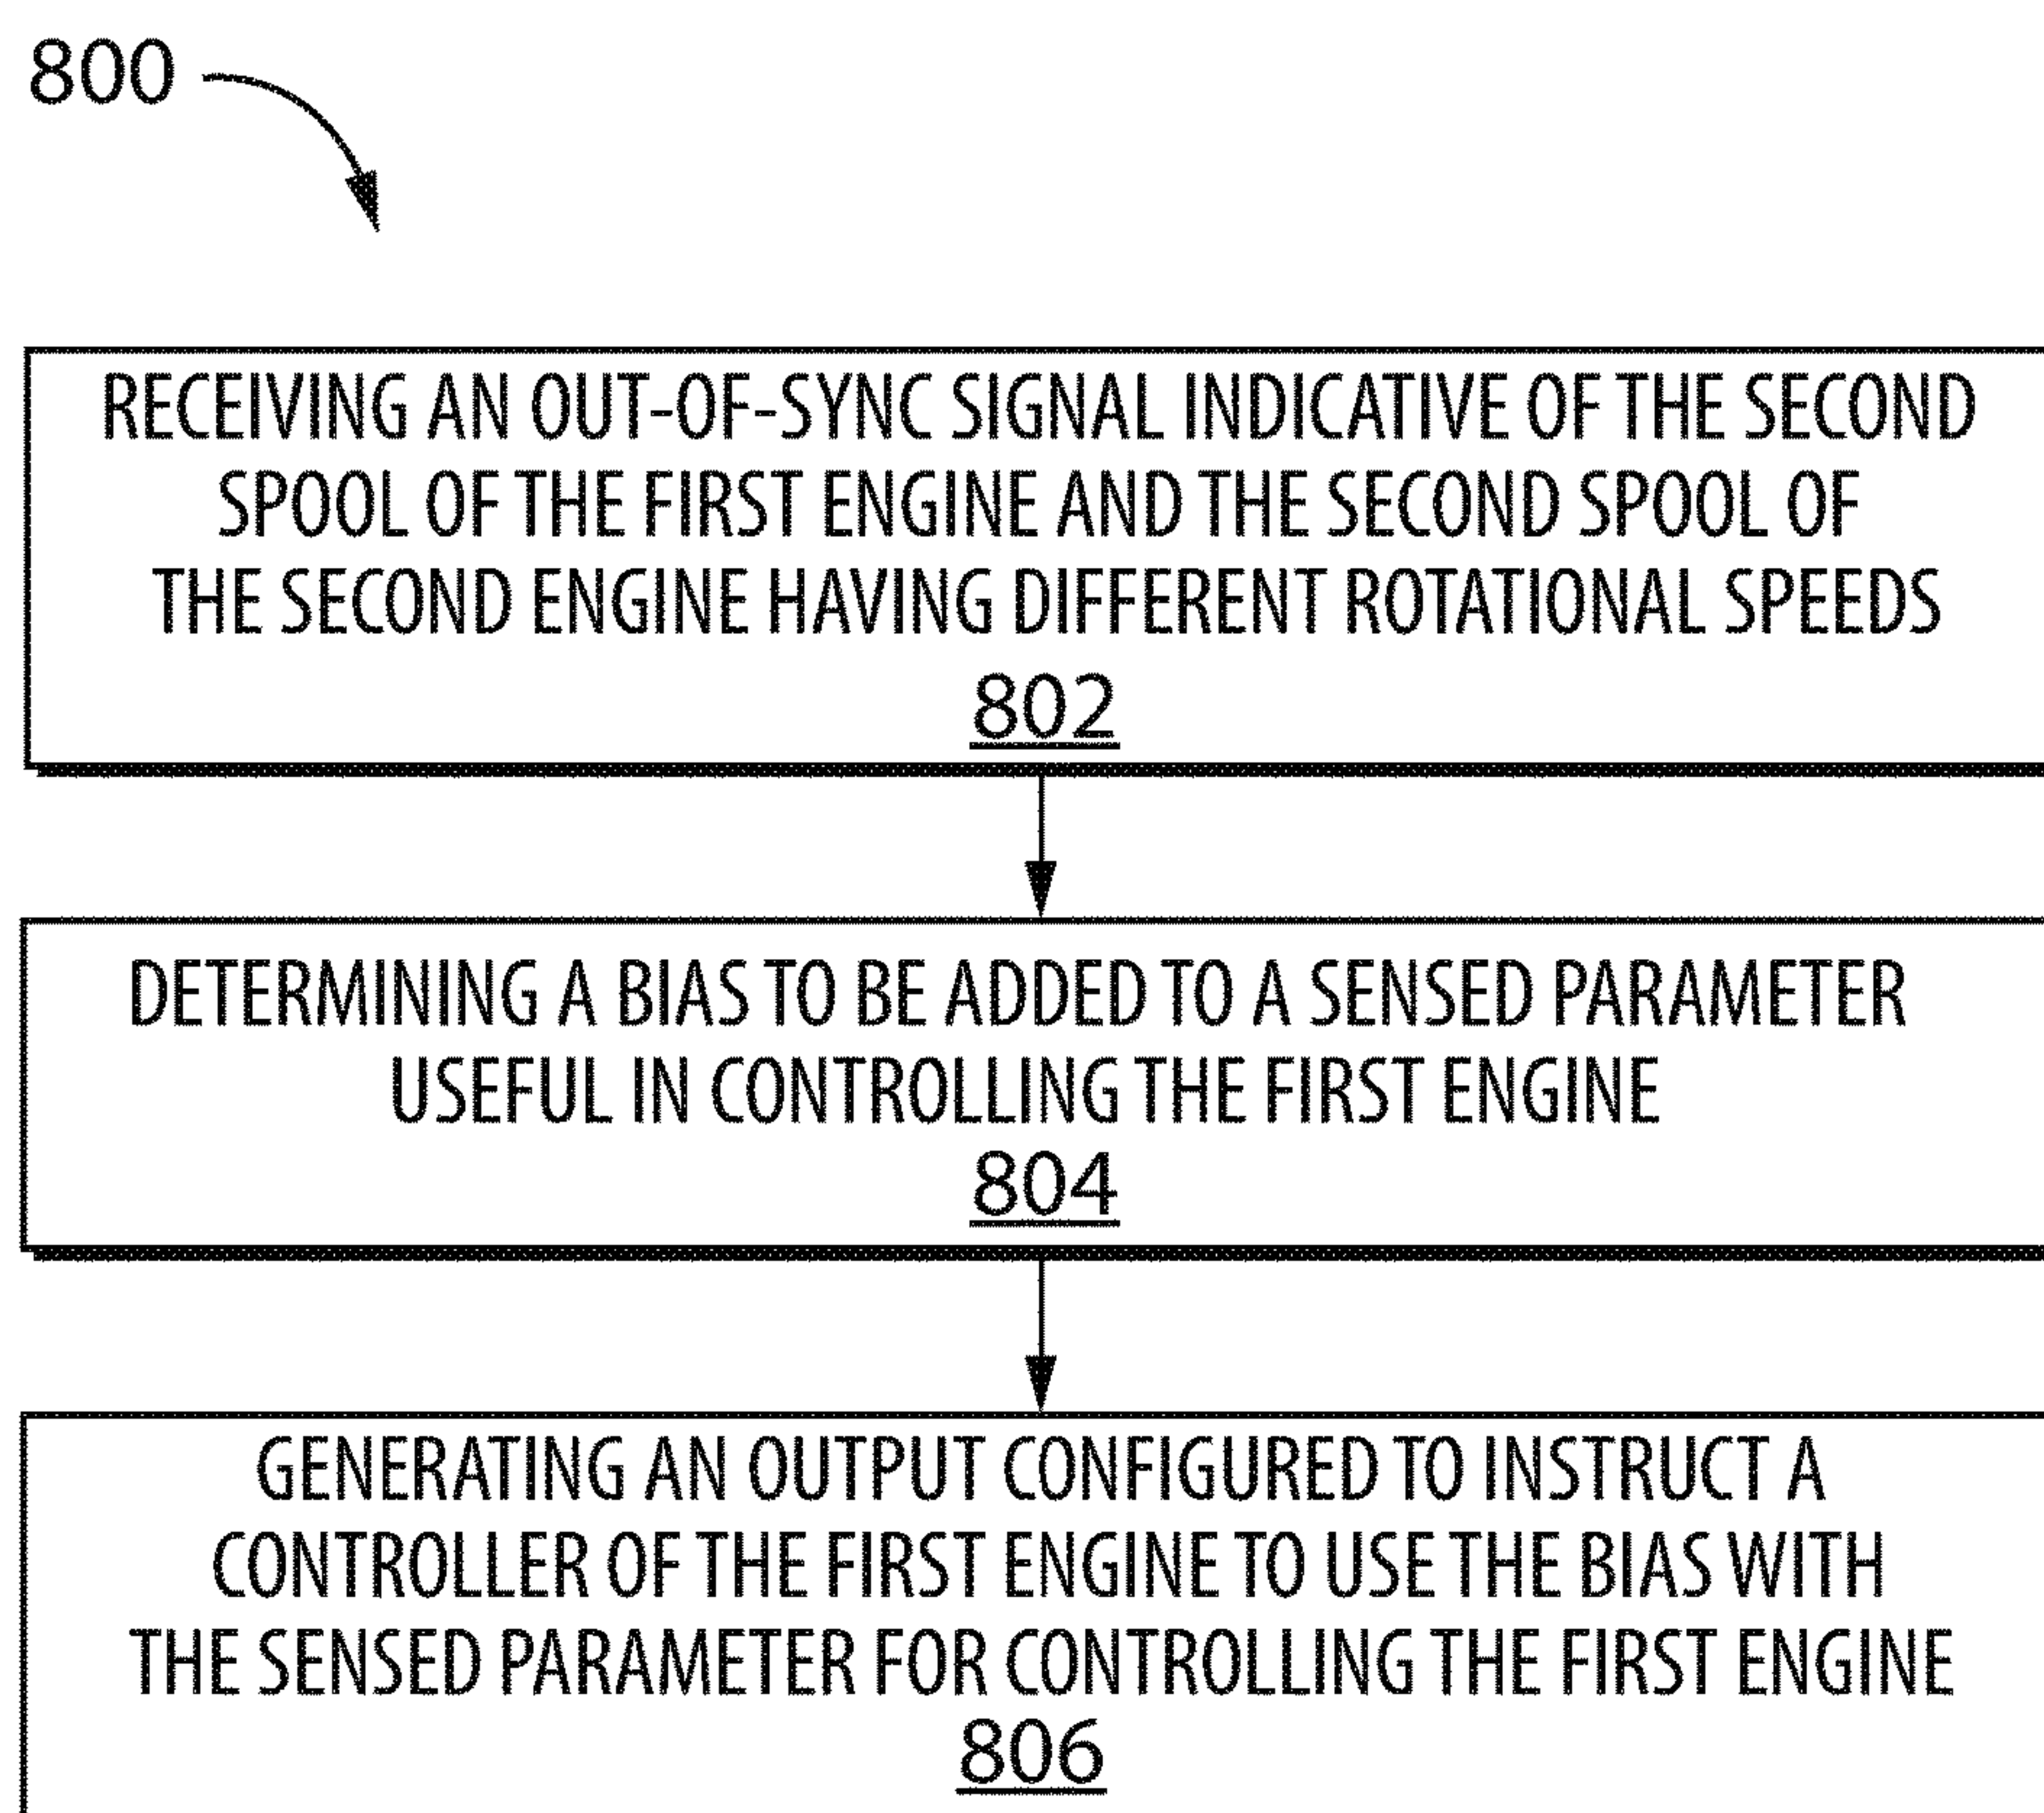 800
RECEIVING AN OUT-OF-SYNC SIGNAL INDICATIVE OF THE SECOND
SPOOL OF THE FIRST ENGINE AND THE SECOND SPOOL OF
THE SECOND ENGINE HAVING DIFFERENT ROTATIONAL SPEEDS
802
DETERMINING A BIAS TO BE ADDED TO A SENSED PARAMETER
USEFUL IN CONTROLLING THE FIRST ENGINE
804
GENERATING AN OUTPUT CONFIGURED TO INSTRUCT A
CONTROLLER OF THE FIRST ENGINE TO USE THE BIAS WITH
THE SENSED PARAMETER FOR CONTROLLING THE FIRST ENGINE
806